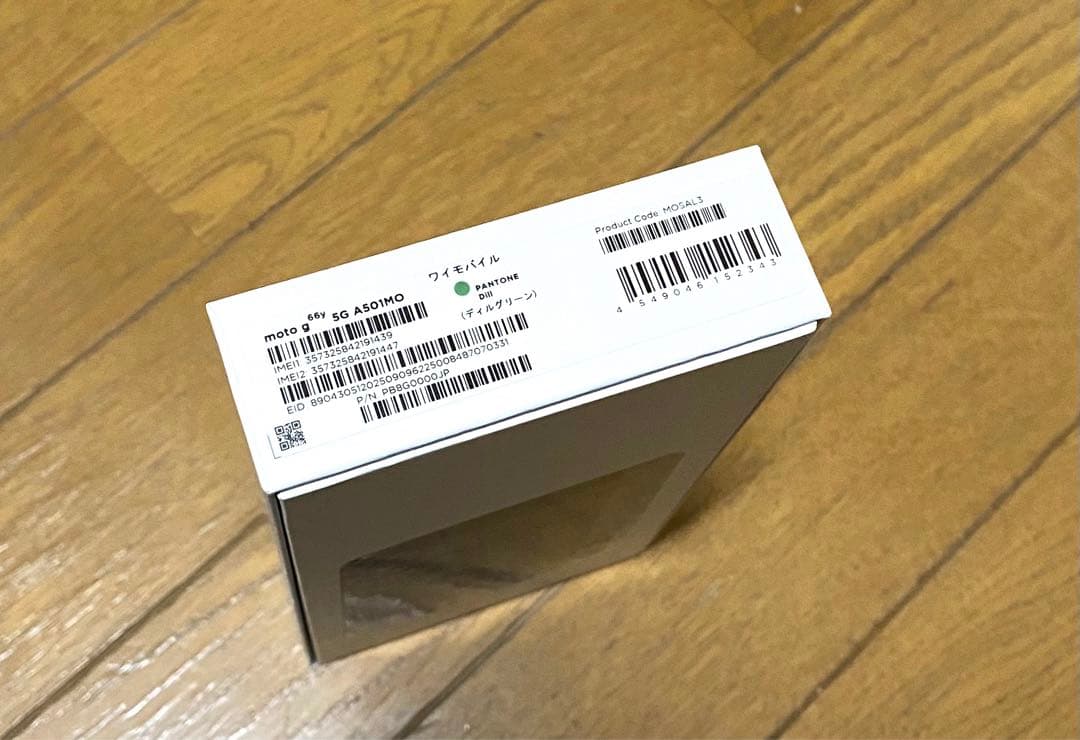 moto g66y 5G A501MO
IMEI1 357325842191439
IMEI2 357325842191447
EID 89043051202509096225008487070331
P/N PB8G0000JP
ワイモバイル
PANTONE
Dill
(ディルグリーン)
Product Code MOSAL3
4 549046 152343